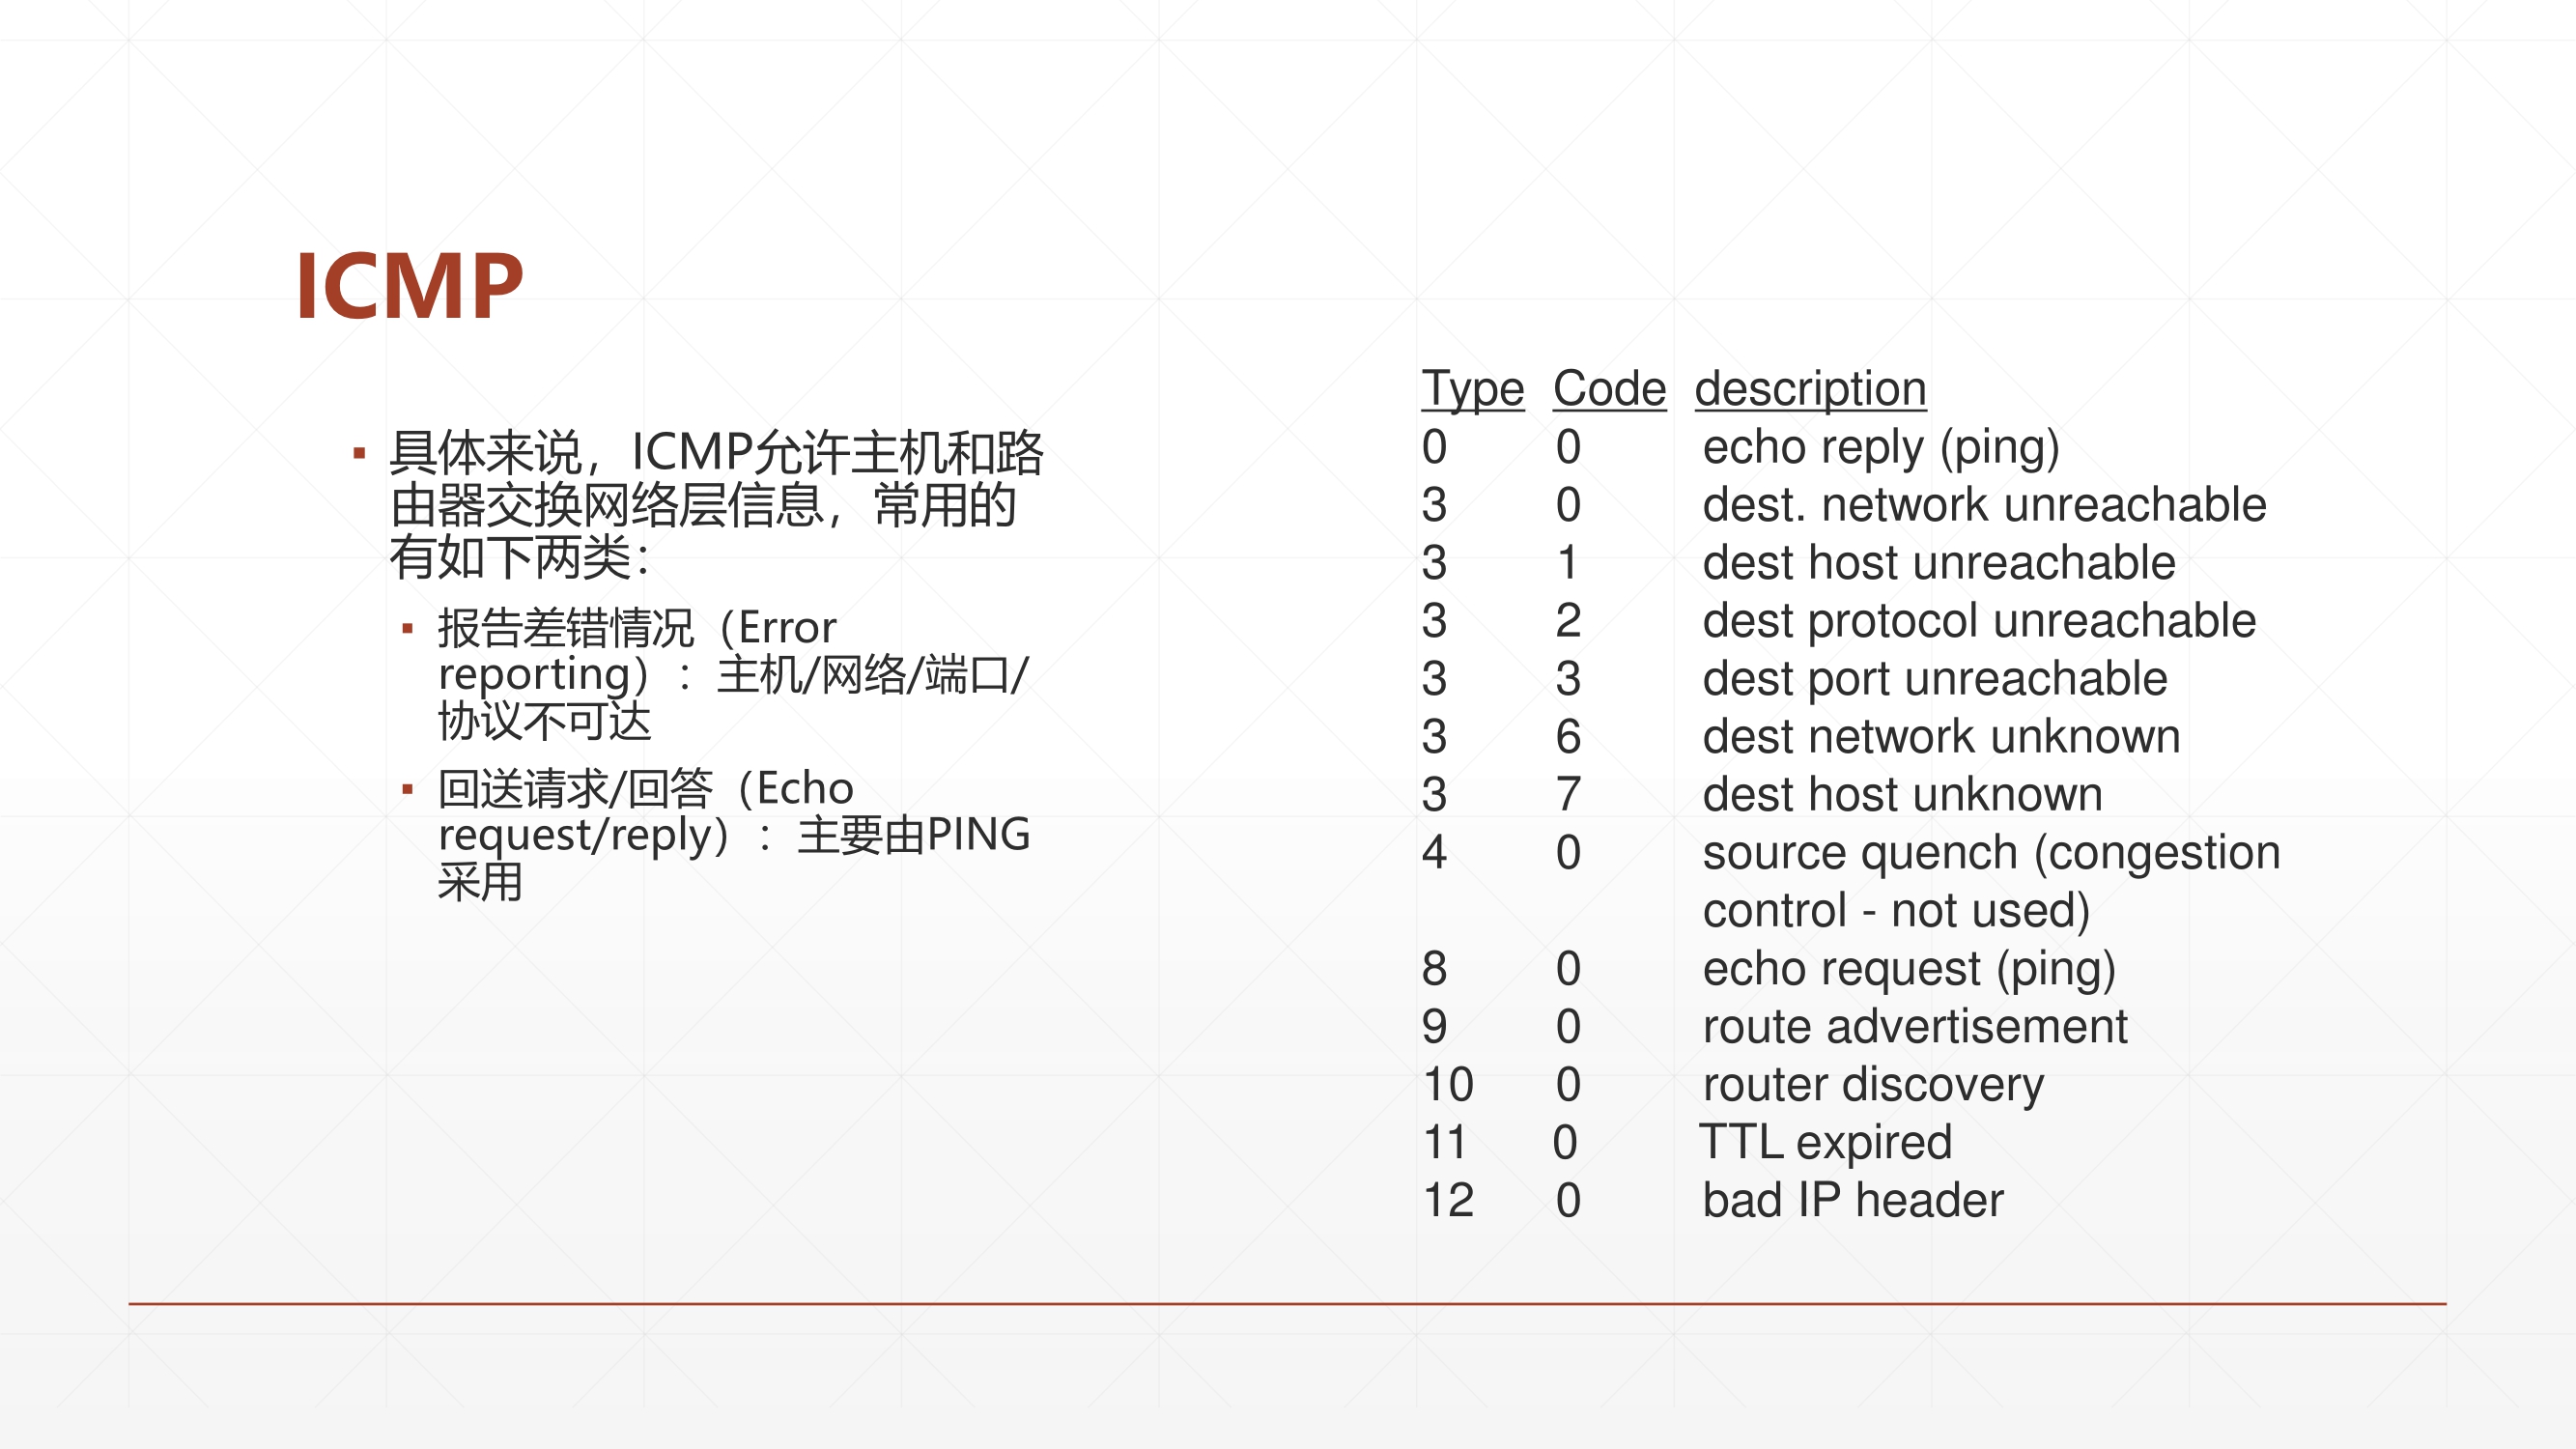 ICMP
▪ 具体来说，ICMP允许主机和路
由器交换网络层信息，常用的
有如下两类：
▪ 报告差错情况（Error
reporting）：主机/网络/端口/
协议不可达
▪ 回送请求/回答（Echo
request/reply）：主要由PING
采用
Type Code description
0 0 echo reply (ping)
3 0 dest. network unreachable
3 1 dest host unreachable
3 2 dest protocol unreachable
3 3 dest port unreachable
3 6 dest network unknown
3 7 dest host unknown
4 0 source quench (congestion
control - not used)
8 0 echo request (ping)
9 0 route advertisement
10 0 router discovery
11 0 TTL expired
12 0 bad IP header